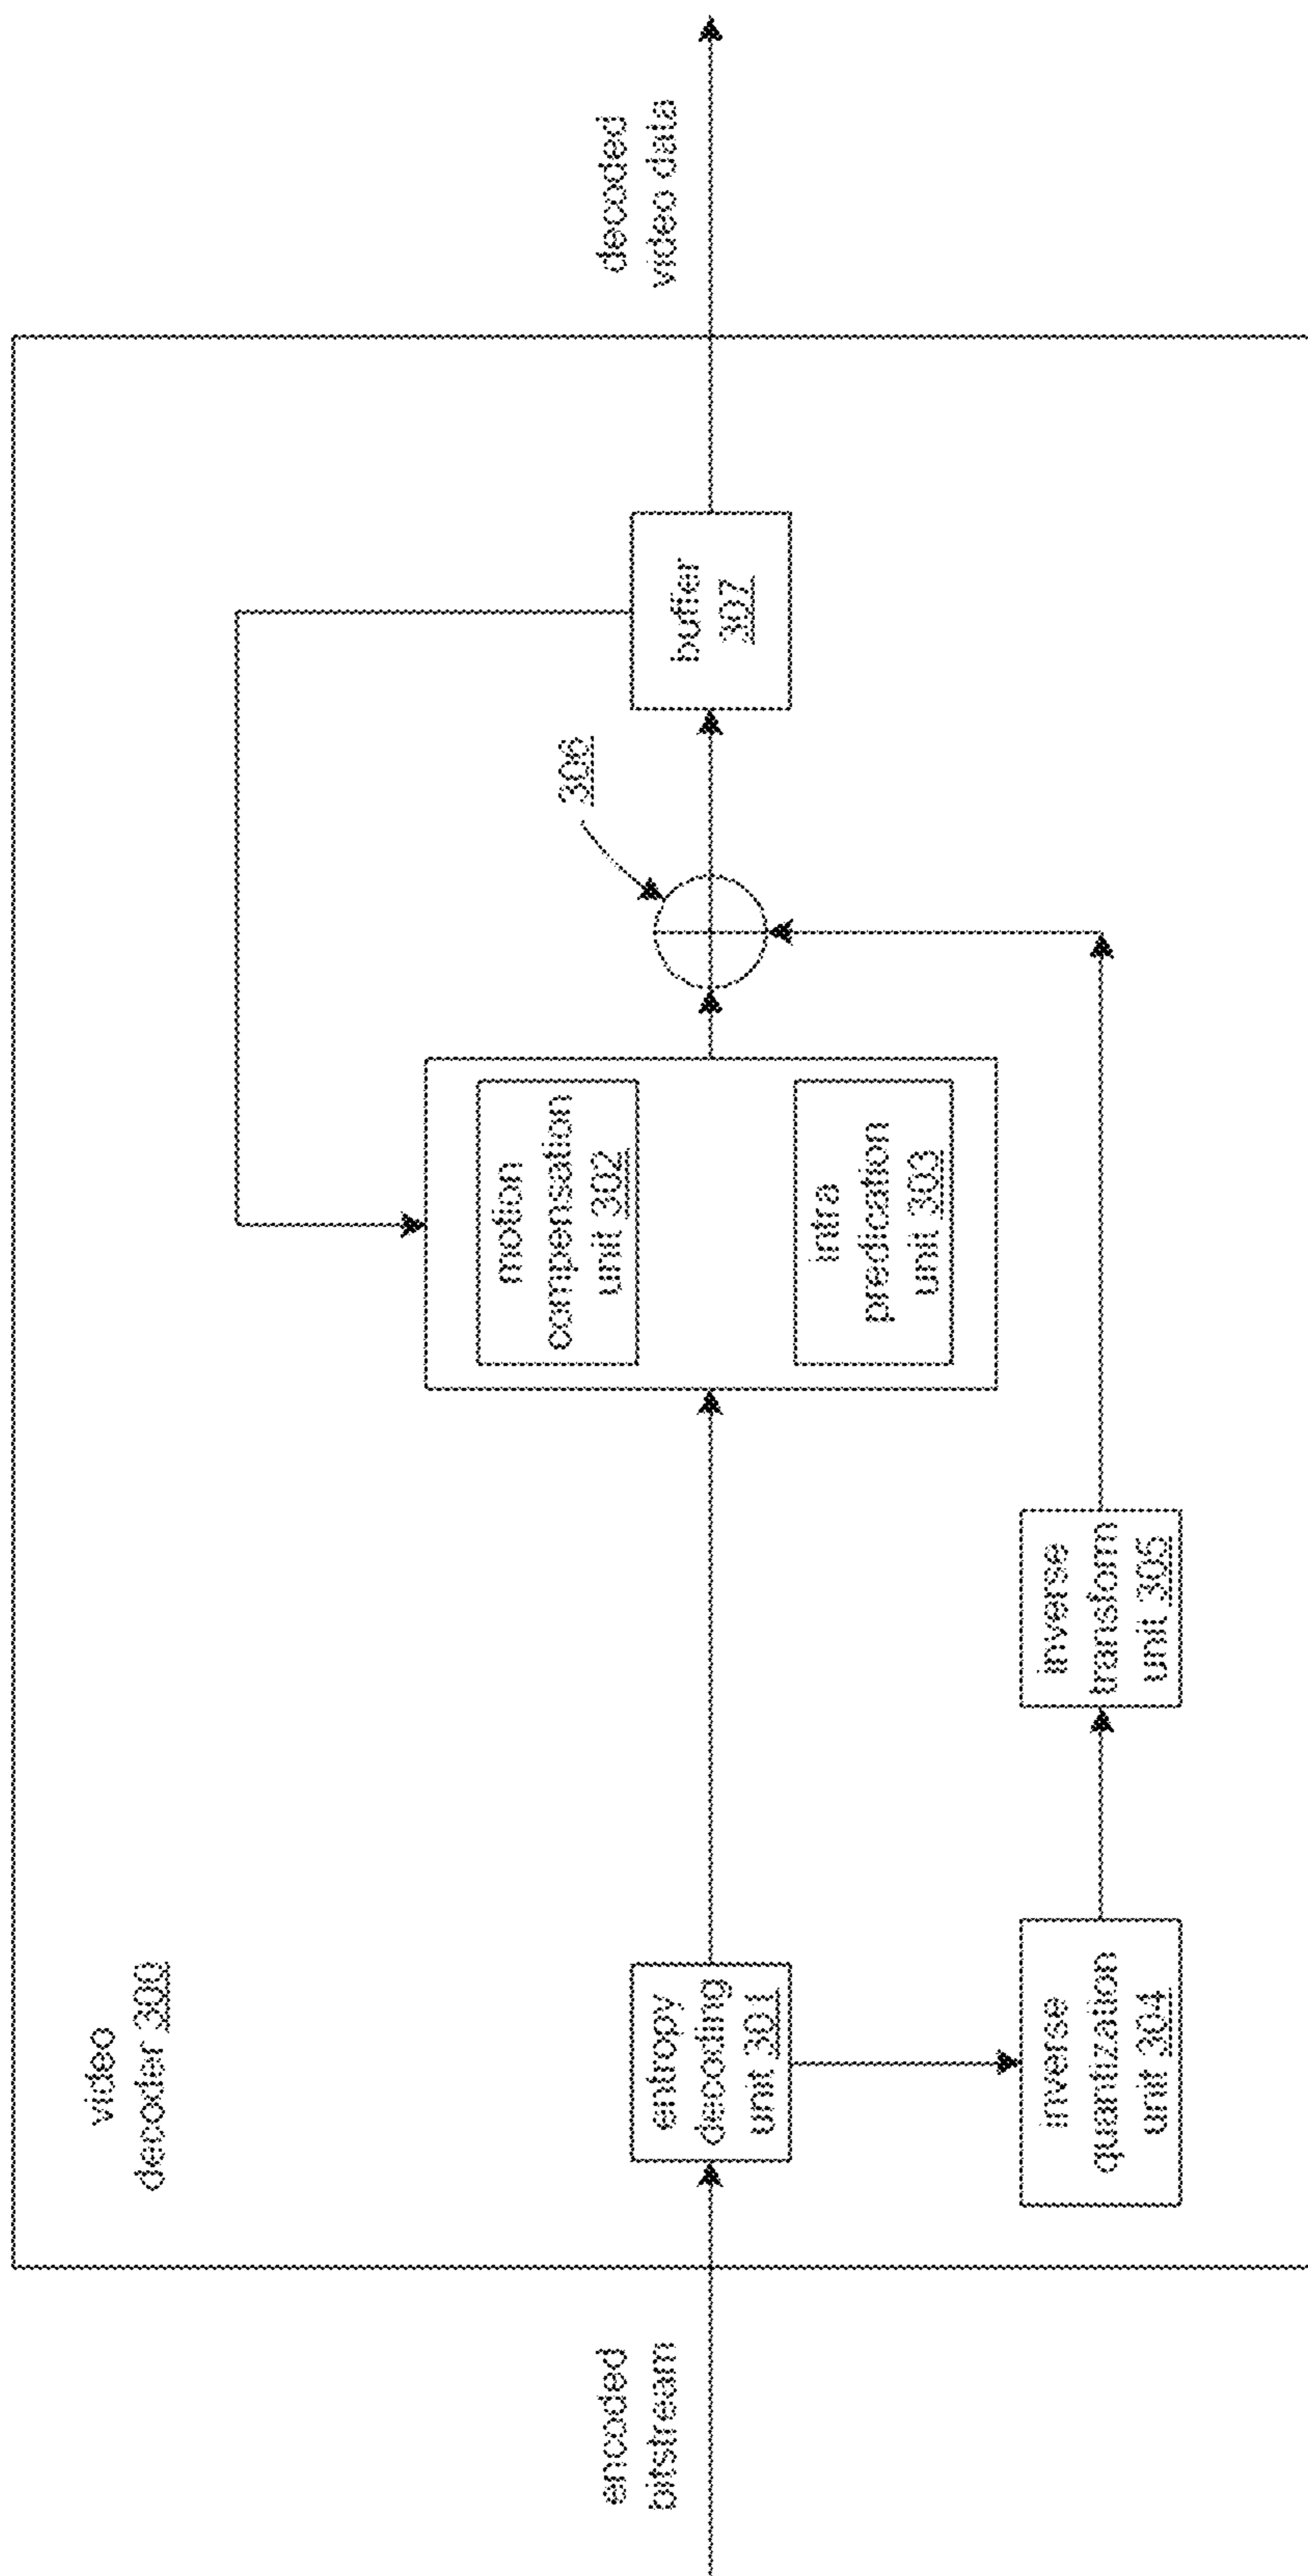 video
decoder 300
encoded
bitstream
entropy
decoding
unit 301
inverse
quantization
unit 304
inverse
transform
unit 305
motion
compensation
unit 302
intra
predication
unit 303
306
buffer
307
decoded
video data